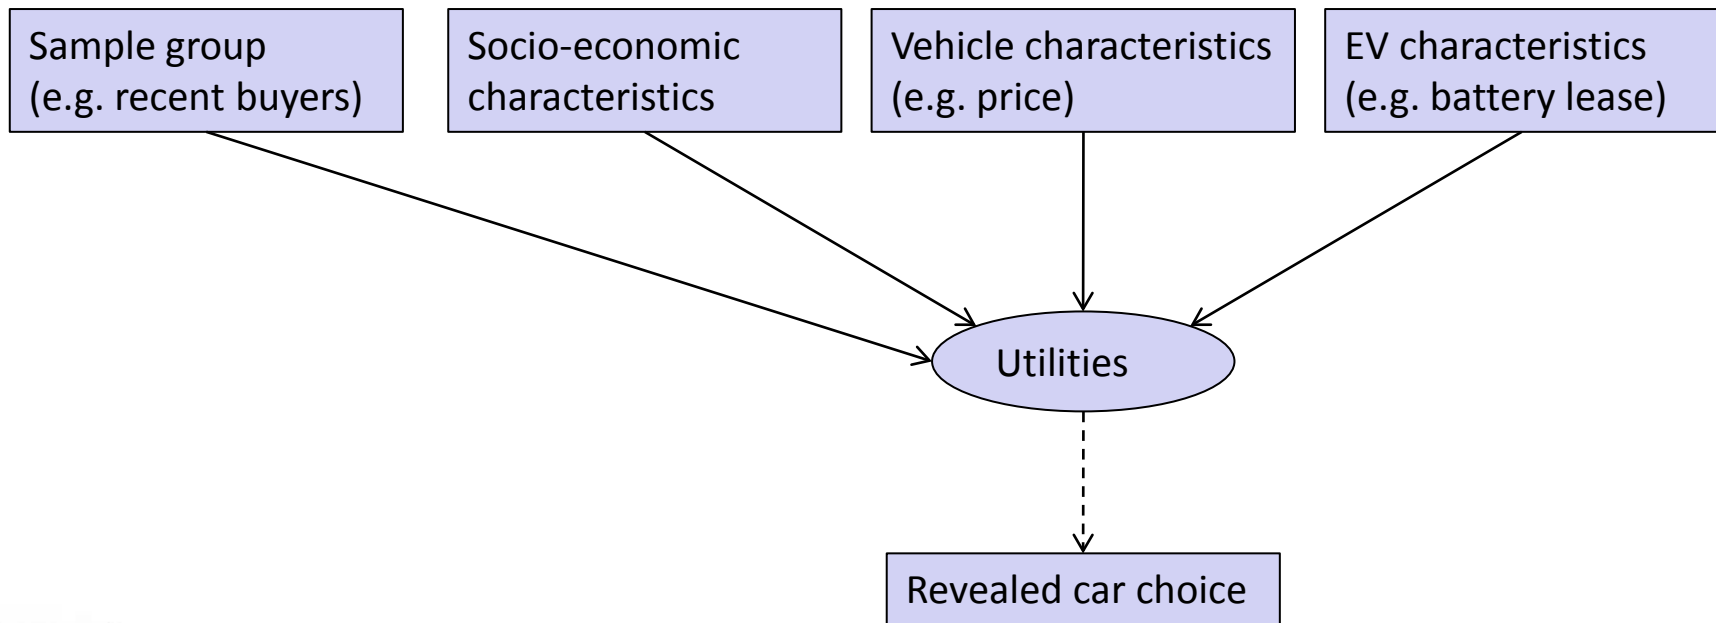 Sample group
(e.g. recent buyers)
Socio-economic
characteristics
Vehicle characteristics
(e.g. price)
EV characteristics
(e.g. battery lease)
Utilities
Revealed car choice